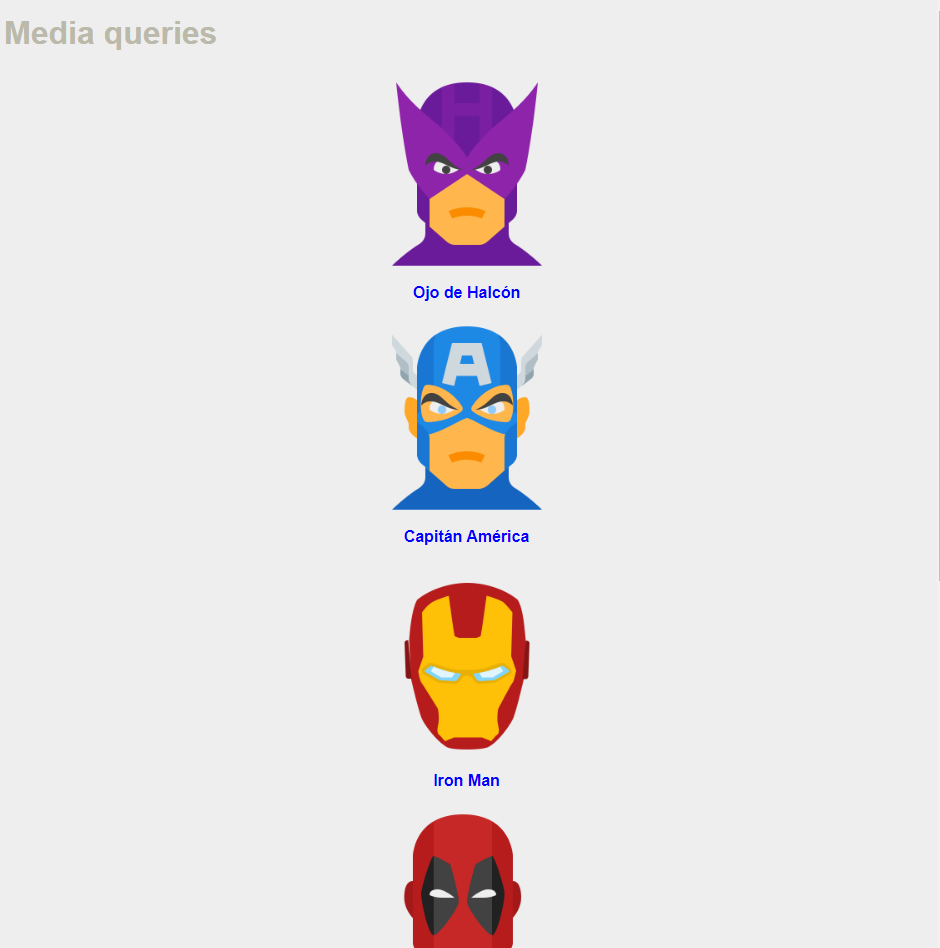 Media queries
Ojo de Halcón
A
Capitán América
Iron Man